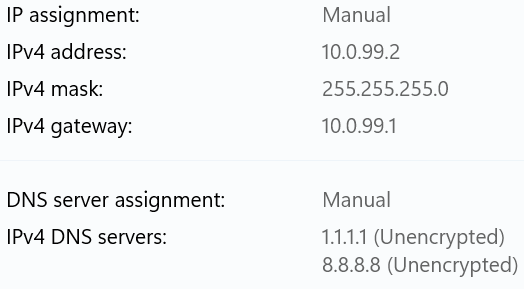 IP assignment: Manual
IPv4 address: 10.0.99.2
IPv4 mask: 255.255.255.0
IPv4 gateway: 10.0.99.1
DNS server assignment: Manual
IPv4 DNS servers: 1.1.1.1 (Unencrypted)
8.8.8.8 (Unencrypted)